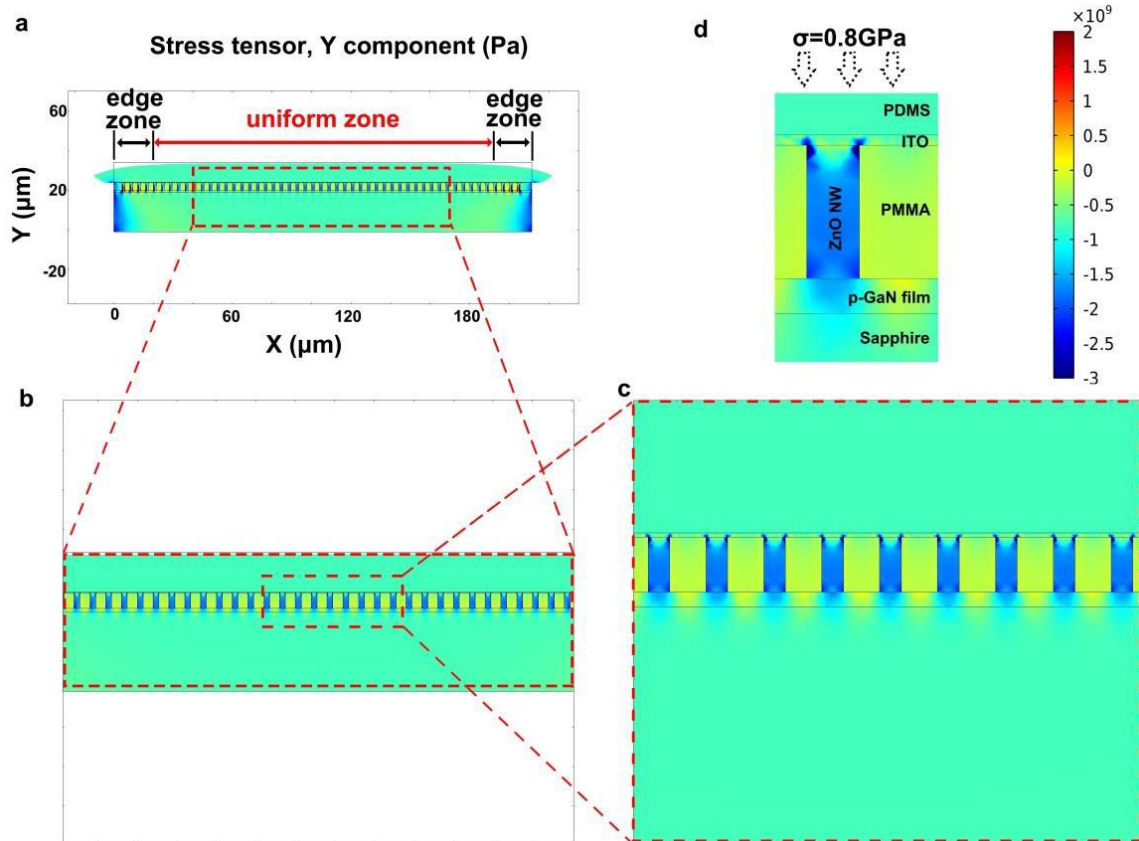 a
Stress tensor, Y component (Pa)
edge
zone
uniform zone
edge
zone
60
20
-20
Y (µm)
0
60
120
180
X (µm)
d
σ=0.8GPa
PDMS
ITO
ZnO NW
PMMA
p-GaN film
Sapphire
×10⁹
2
1.5
1
0.5
0
-0.5
-1
-1.5
-2
-2.5
-3
b
c